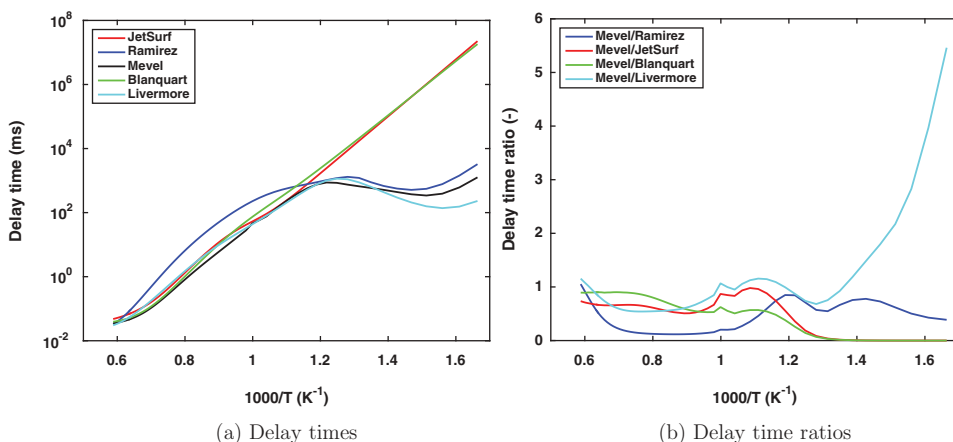 10^8
10^6
10^4
10^2
10^0
10^-2
Delay time (ms)
JetSurf
Ramirez
Mevel
Blanquart
Livermore
0.6 0.8 1 1.2 1.4 1.6
1000/T (K^-1)
(a) Delay times
6
5
4
3
2
1
0
Delay time ratio (-)
Mevel/Ramirez
Mevel/JetSurf
Mevel/Blanquart
Mevel/Livermore
0.6 0.8 1 1.2 1.4 1.6
1000/T (K^-1)
(b) Delay time ratios